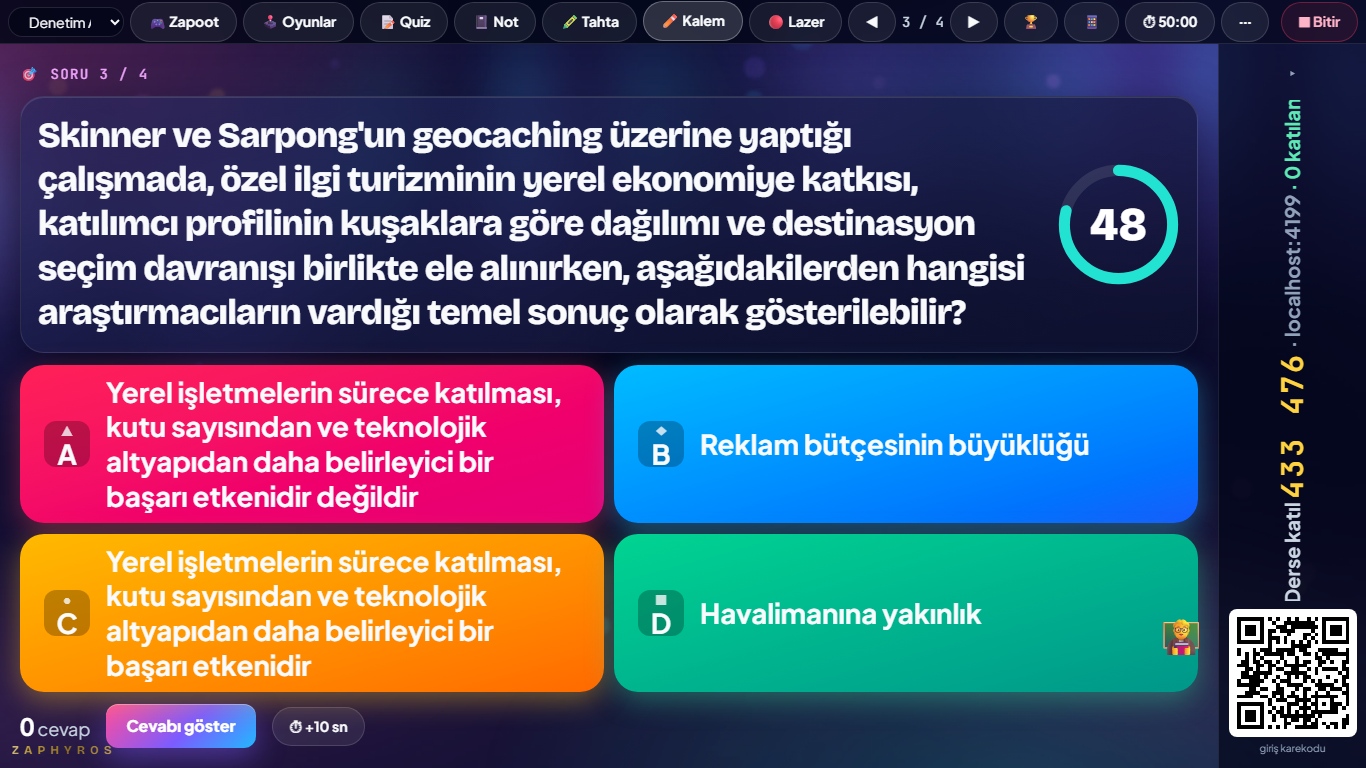 Denetim A
Zapoot
Oyunlar
Quiz
Not
Tahta
Kalem
Lazer
3 / 4
50:00
---
Bitir
SORU 3 / 4
Skinner ve Sarpong'un geocaching üzerine yaptığı
çalışmada, özel ilgi turizminin yerel ekonomiye katkısı,
katılımcı profilinin kuşaklara göre dağılımı ve destinasyon
seçim davranışı birlikte ele alınırken, aşağıdakilerden hangisi
araştırmacıların vardığı temel sonuç olarak gösterilebilir?
48
A
Yerel işletmelerin sürece katılması,
kutu sayısından ve teknolojik
altyapıdan daha belirleyici bir
başarı etkenidir değildir
B
Reklam bütçesinin büyüklüğü
C
Yerel işletmelerin sürece katılması,
kutu sayısından ve teknolojik
altyapıdan daha belirleyici bir
başarı etkenidir
D
Havalimanına yakınlık
0 cevap
Cevabı göster
+10 sn
ZAPHYROS
Derse katıl 433 476 · localhost:4199 · 0 katılan
giriş karekodu